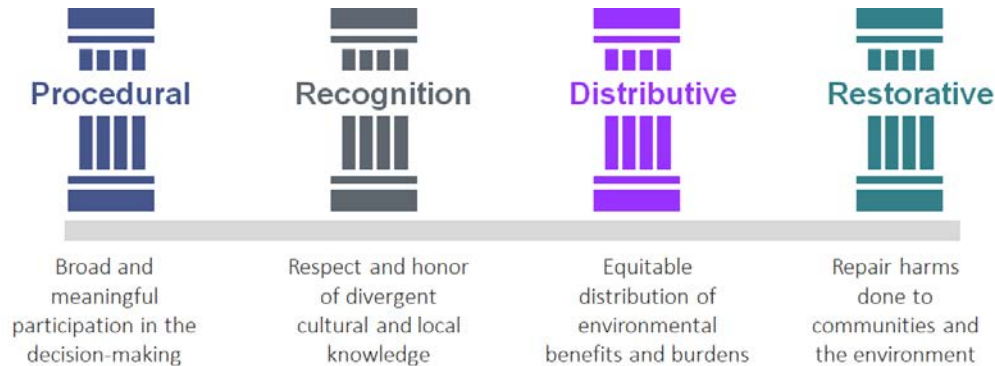 Procedural
Recognition
Distributive
Restorative
Broad and
meaningful
participation in the
decision-making
Respect and honor
of divergent
cultural and local
knowledge
Equitable
distribution of
environmental
benefits and burdens
Repair harms
done to
communities and
the environment